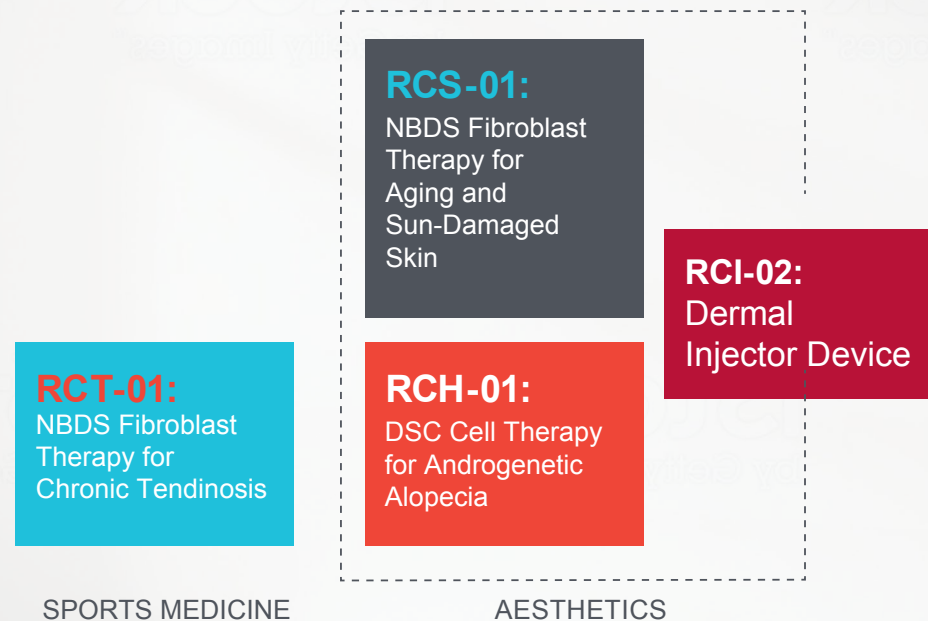 RCS-01:
NBDS Fibroblast
Therapy for
Aging and
Sun-Damaged
Skin
RCI-02:
Dermal
Injector Device
RCT-01:
NBDS Fibroblast
Therapy for
Chronic Tendinosis
RCH-01:
DSC Cell Therapy
for Androgenetic
Alopecia
SPORTS MEDICINE
AESTHETICS